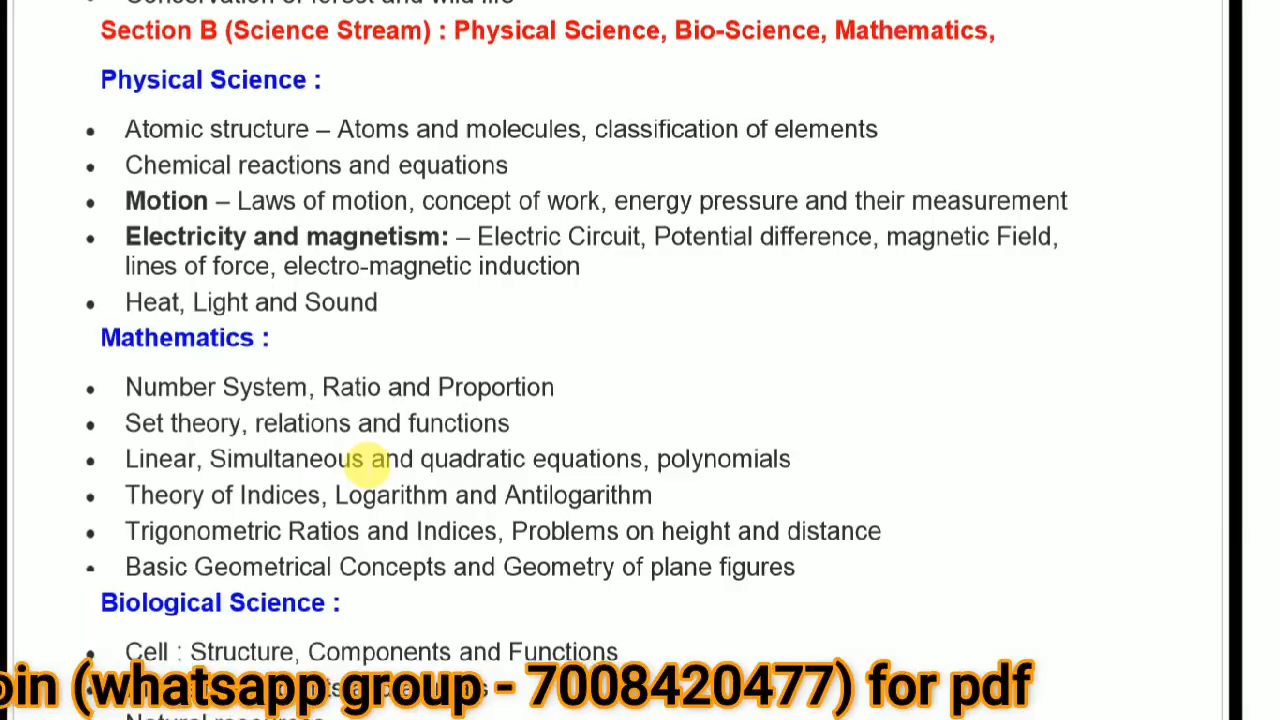 Section B (Science Stream) : Physical Science, Bio-Science, Mathematics,
Physical Science :
• Atomic structure – Atoms and molecules, classification of elements
• Chemical reactions and equations
• Motion – Laws of motion, concept of work, energy pressure and their measurement
• Electricity and magnetism: – Electric Circuit, Potential difference, magnetic Field,
lines of force, electro-magnetic induction
• Heat, Light and Sound
Mathematics :
• Number System, Ratio and Proportion
• Set theory, relations and functions
• Linear, Simultaneous and quadratic equations, polynomials
• Theory of Indices, Logarithm and Antilogarithm
• Trigonometric Ratios and Indices, Problems on height and distance
• Basic Geometrical Concepts and Geometry of plane figures
Biological Science :
• Cell : Structure, Components and Functions
oin (whatsapp group - 7008420477) for pdf